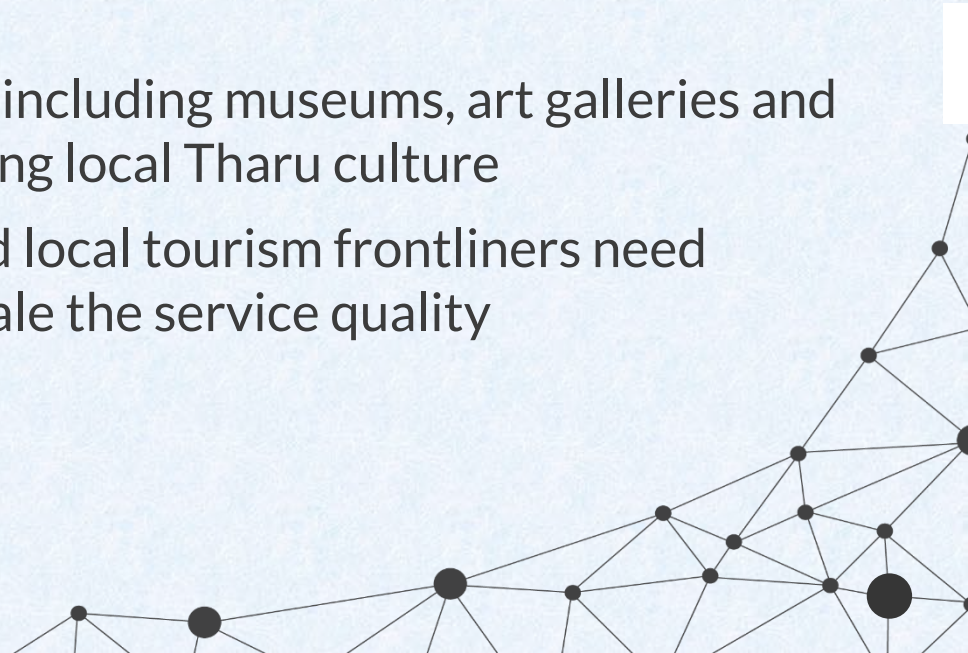 including museums, art galleries and
ng local Tharu culture
d local tourism frontliners need
ale the service quality